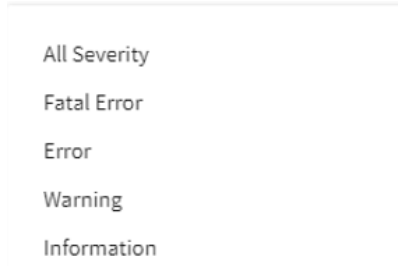 All Severity
Fatal Error
Error
Warning
Information